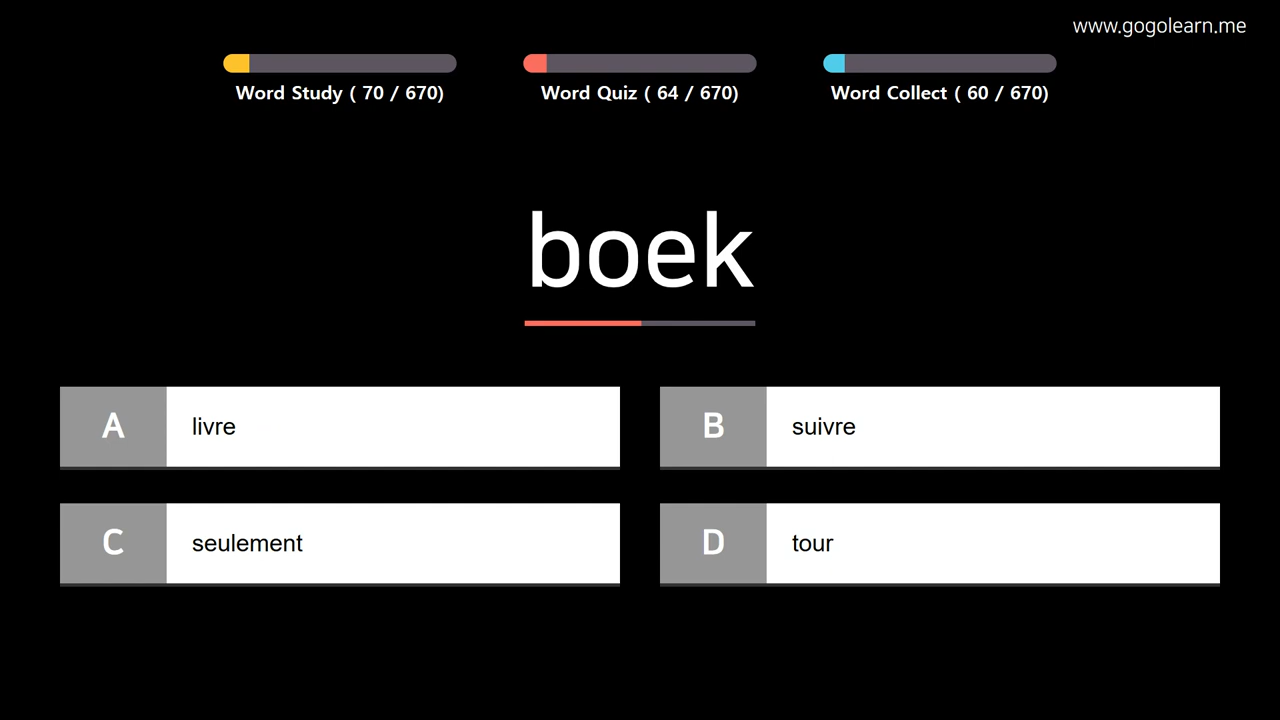 www.gogolearn.me
Word Study ( 70 / 670)
Word Quiz ( 64 / 670)
Word Collect ( 60 / 670)
boek
A livre
B suivre
C seulement
D tour